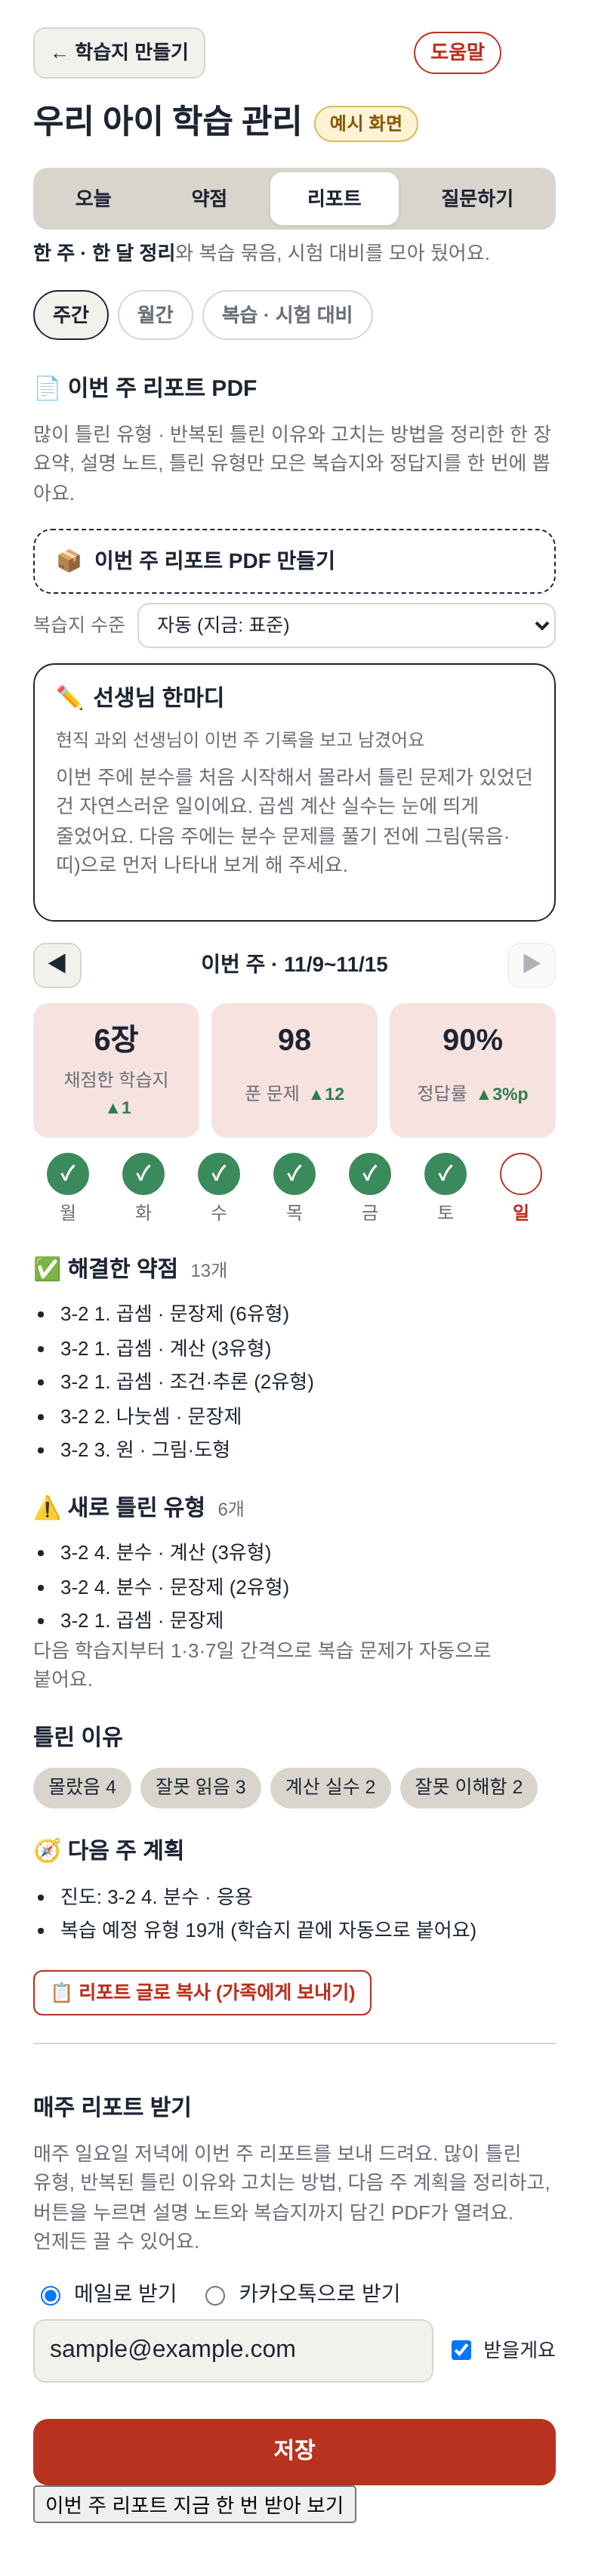 ← 학습지 만들기
도움말
우리 아이 학습 관리 예시 화면
오늘 약점 리포트 질문하기
한 주 · 한 달 정리와 복습 묶음, 시험 대비를 모아 뒀어요.
주간 월간 복습 · 시험 대비
📄 이번 주 리포트 PDF
많이 틀린 유형 · 반복된 틀린 이유와 고치는 방법을 정리한 한 장
요약, 설명 노트, 틀린 유형만 모은 복습지와 정답지를 한 번에 뽑
아요.
📦 이번 주 리포트 PDF 만들기
복습지 수준 자동 (지금: 표준)
✏️ 선생님 한마디
현직 과외 선생님이 이번 주 기록을 보고 남겼어요
이번 주에 분수를 처음 시작해서 몰라서 틀린 문제가 있었던
건 자연스러운 일이에요. 곱셈 계산 실수는 눈에 띄게
줄었어요. 다음 주에는 분수 문제를 풀기 전에 그림(묶음·
띠)으로 먼저 나타내 보게 해 주세요.
◀ 이번 주 · 11/9~11/15 ▶
6장 98 90%
채점한 학습지 ▲1 푼 문제 ▲12 정답률 ▲3%p
✓ ✓ ✓ ✓ ✓ ✓
월 화 수 목 금 토 일
✅ 해결한 약점 13개
• 3-2 1. 곱셈 · 문장제 (6유형)
• 3-2 1. 곱셈 · 계산 (3유형)
• 3-2 1. 곱셈 · 조건·추론 (2유형)
• 3-2 2. 나눗셈 · 문장제
• 3-2 3. 원 · 그림·도형
⚠️ 새로 틀린 유형 6개
• 3-2 4. 분수 · 계산 (3유형)
• 3-2 4. 분수 · 문장제 (2유형)
• 3-2 1. 곱셈 · 문장제
다음 학습지부터 1·3·7일 간격으로 복습 문제가 자동으로
붙어요.
틀린 이유
몰랐음 4 잘못 읽음 3 계산 실수 2 잘못 이해함 2
🧭 다음 주 계획
• 진도: 3-2 4. 분수 · 응용
• 복습 예정 유형 19개 (학습지 끝에 자동으로 붙어요)
📋 리포트 글로 복사 (가족에게 보내기)
매주 리포트 받기
매주 일요일 저녁에 이번 주 리포트를 보내 드려요. 많이 틀린
유형, 반복된 틀린 이유와 고치는 방법, 다음 주 계획을 정리하고,
버튼을 누르면 설명 노트와 복습지까지 담긴 PDF가 열려요.
언제든 끌 수 있어요.
메일로 받기 카카오톡으로 받기
sample@example.com 받을게요
저장
이번 주 리포트 지금 한 번 받아 보기